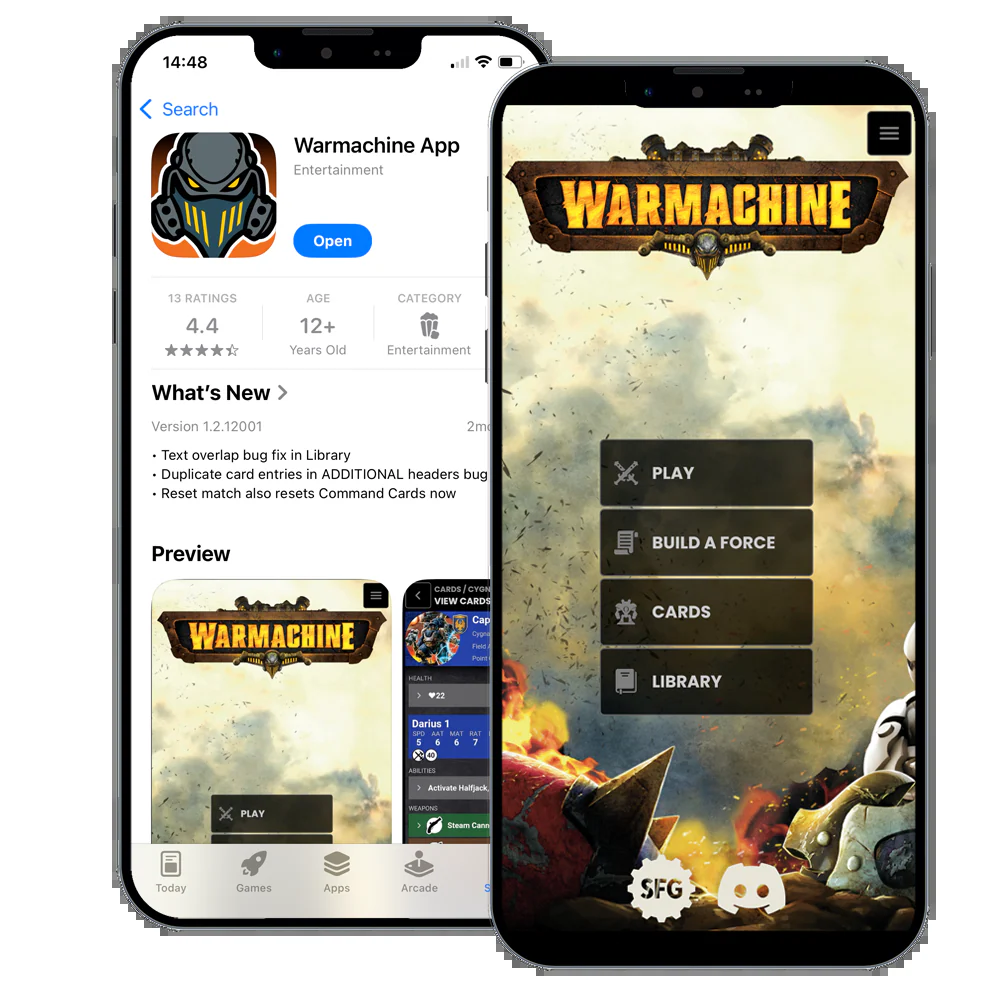 14:48
Search
Warmachine App
Entertainment
Open
13 RATINGS
4.4
AGE
12+
Years Old
CATEGORY
Entertainment
What's New
Version 1.2.12001
• Text overlap bug fix in Library
• Duplicate card entries in ADDITIONAL headers bug
• Reset match also resets Command Cards now
Preview
WARMACHINE
PLAY
CARDS / CYGN
VIEW CARDS
Cap
Cygne
Field A
Point
HEALTH
22
Darius 1
SPD AAT MAT RAT
5 6 6 7
40
ABILITIES
Activate Halfjack,
WEAPONS
Steam Cann
Today
Games
Apps
Arcade
S
WARMACHINE
PLAY
BUILD A FORCE
CARDS
LIBRARY
SFG